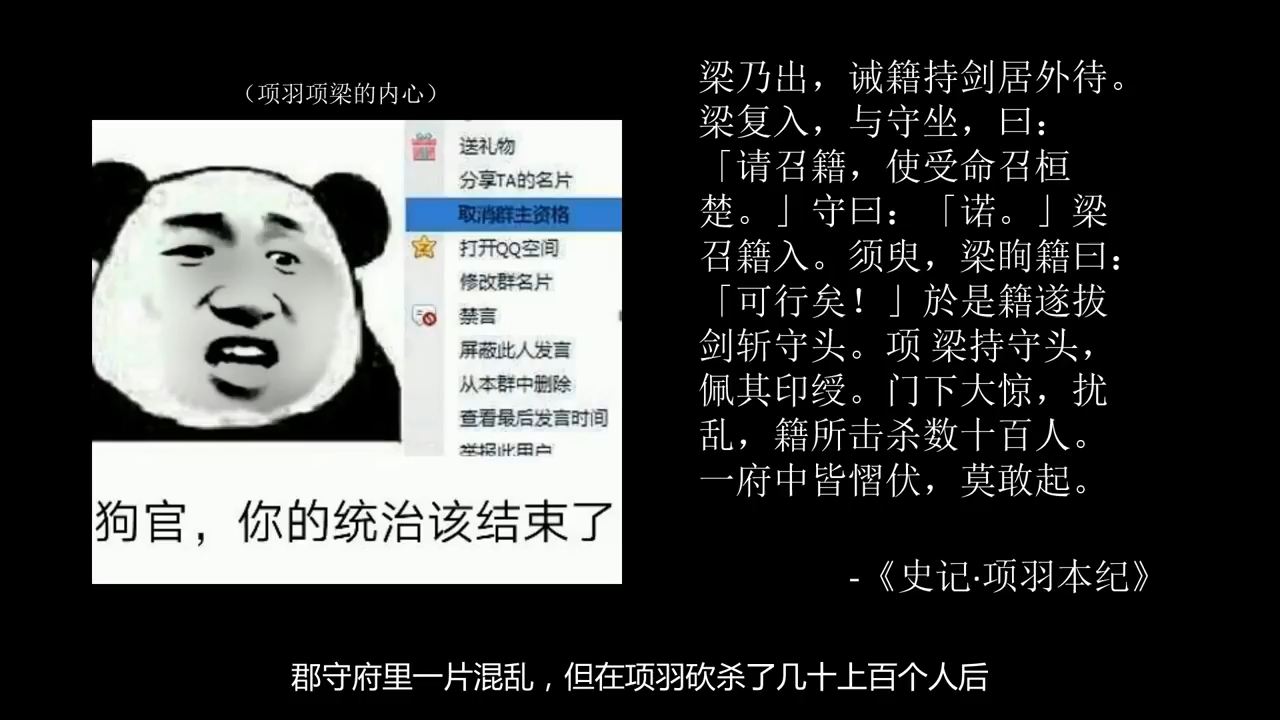 （项羽项梁的内心）
送礼物
分享TA的名片
取消群主资格
打开QQ空间
修改群名片
禁言
屏蔽此人发言
从本群中删除
查看最后发言时间
举报此用户
狗官，你的统治该结束了
梁乃出，诫籍持剑居外待。
梁复入，与守坐，曰：
「请召籍，使受命召桓
楚。」守曰：「诺。」梁
召籍入。须臾，梁眴籍曰：
「可行矣！」於是籍遂拔
剑斩守头。项 梁持守头，
佩其印绶。门下大惊，扰
乱，籍所击杀数十百人。
一府中皆慴伏，莫敢起。
-《史记·项羽本纪》
郡守府里一片混乱，但在项羽砍杀了几十上百个人后